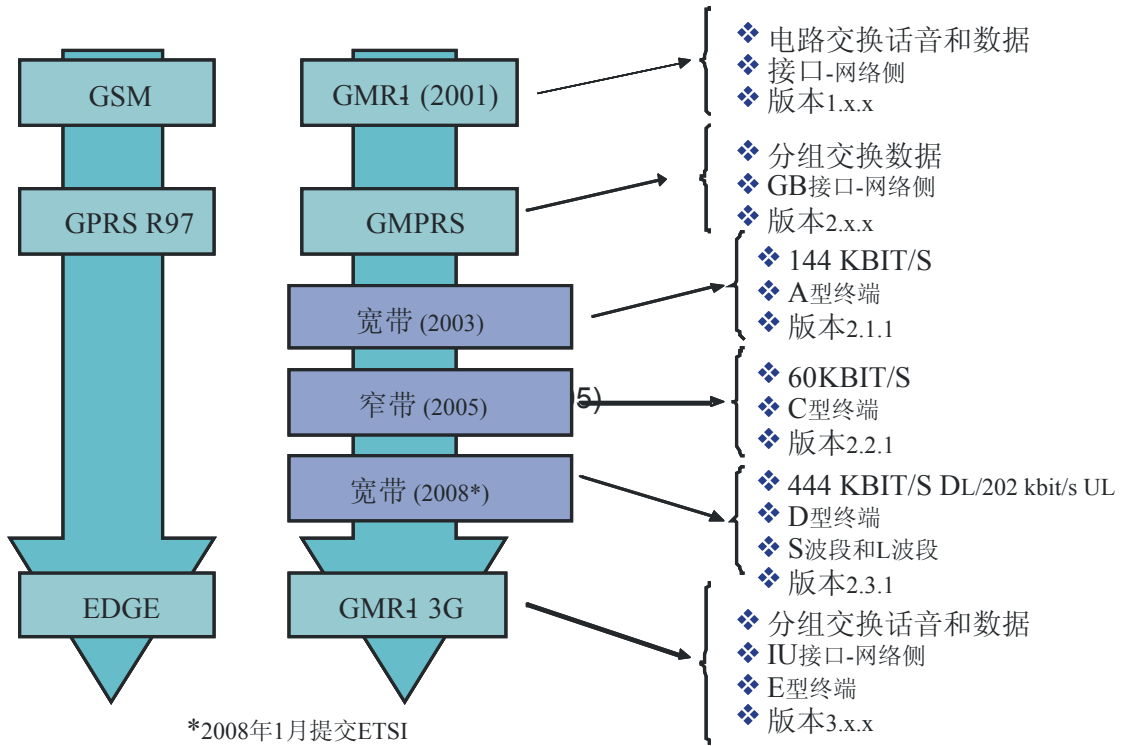 GSM
GPRS R97
EDGE
GMR-1 (2001)
GMPRS
宽带 (2003)
窄带 (2005)
5)
宽带 (2008*)
GMR-1 3G
电路交换话音和数据
接口-网络侧
版本1.x.x
分组交换数据
GB接口-网络侧
版本2.x.x
144 KBIT/S
A型终端
版本2.1.1
60KBIT/S
C型终端
版本2.2.1
444 KBIT/S DL/202 kbit/s UL
D型终端
S波段和L波段
版本2.3.1
分组交换话音和数据
IU接口-网络侧
E型终端
版本3.x.x
*2008年1月提交ETSI